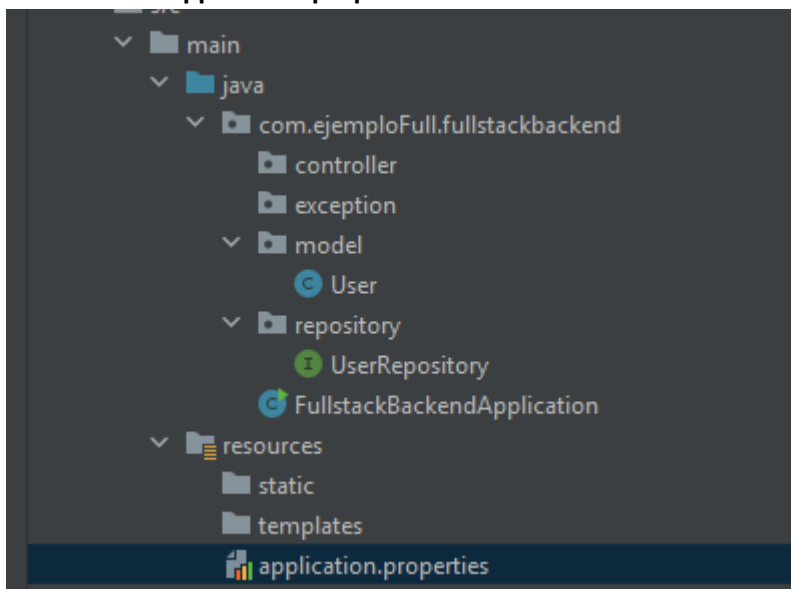 main
java
com.ejemploFull.fullstackbackend
controller
exception
model
C User
repository
I UserRepository
C FullstackBackendApplication
resources
static
templates
application.properties